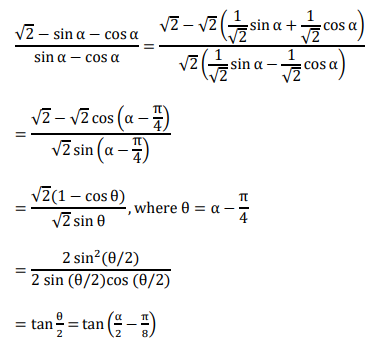 (√2 − sin α − cos α)/(sin α − cos α) = (√2 − √2(1/√2 sin α + 1/√2 cos α))/(√2(1/√2 sin α − 1/√2 cos α))
= (√2 − √2 cos (α − π/4))/(√2 sin (α − π/4))
= (√2(1 − cos θ))/(√2 sin θ), where θ = α − π/4
= (2 sin²(θ/2))/(2 sin (θ/2)cos (θ/2))
= tan θ/2 = tan (α/2 − π/8)